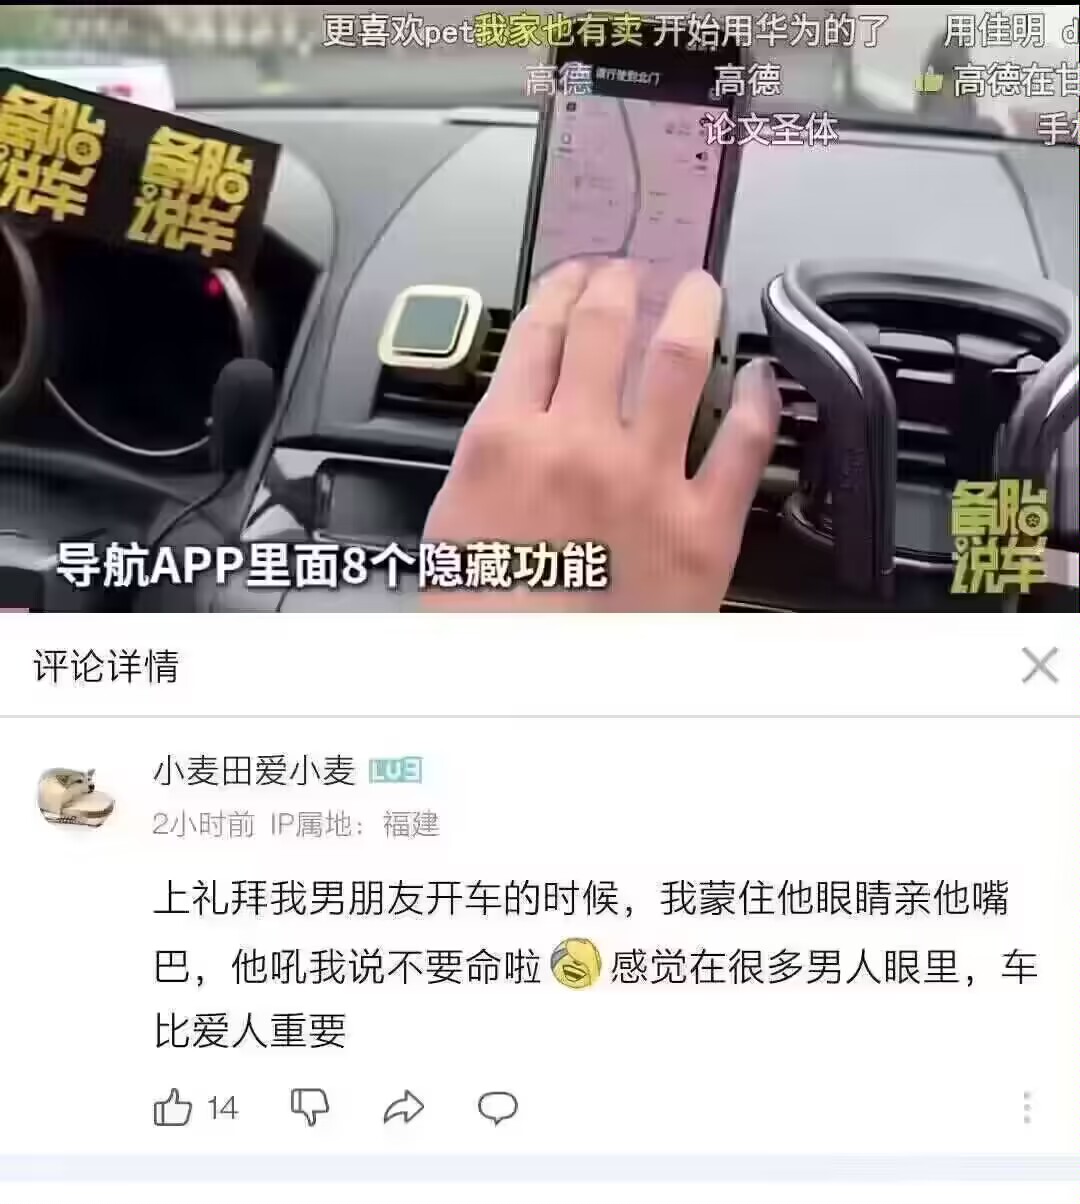 更喜欢pet我家也有卖 开始用华为的了 用佳明
高德 高德 高德在甘
论文圣体
备胎
说车
备胎
说车
备胎
说车
导航APP里面8个隐藏功能
评论详情
小麦田爱小麦 LV3
2小时前 IP属地：福建
上礼拜我男朋友开车的时候，我蒙住他眼睛亲他嘴
巴，他吼我说不要命啦感觉在很多男人眼里，车
比爱人重要
14